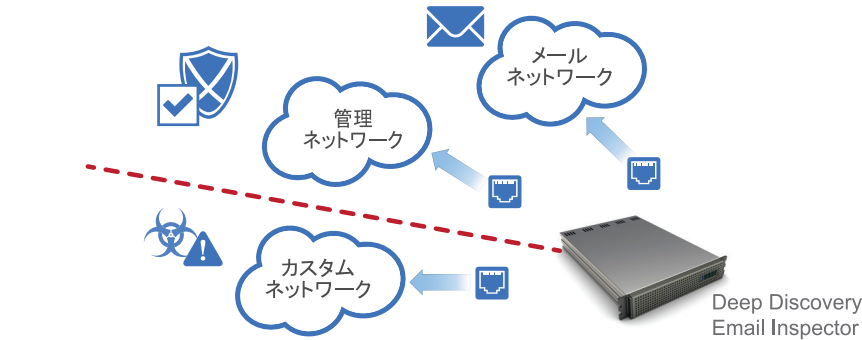 メール
ネットワーク
管理
ネットワーク
カスタム
ネットワーク
Deep Discovery
Email Inspector